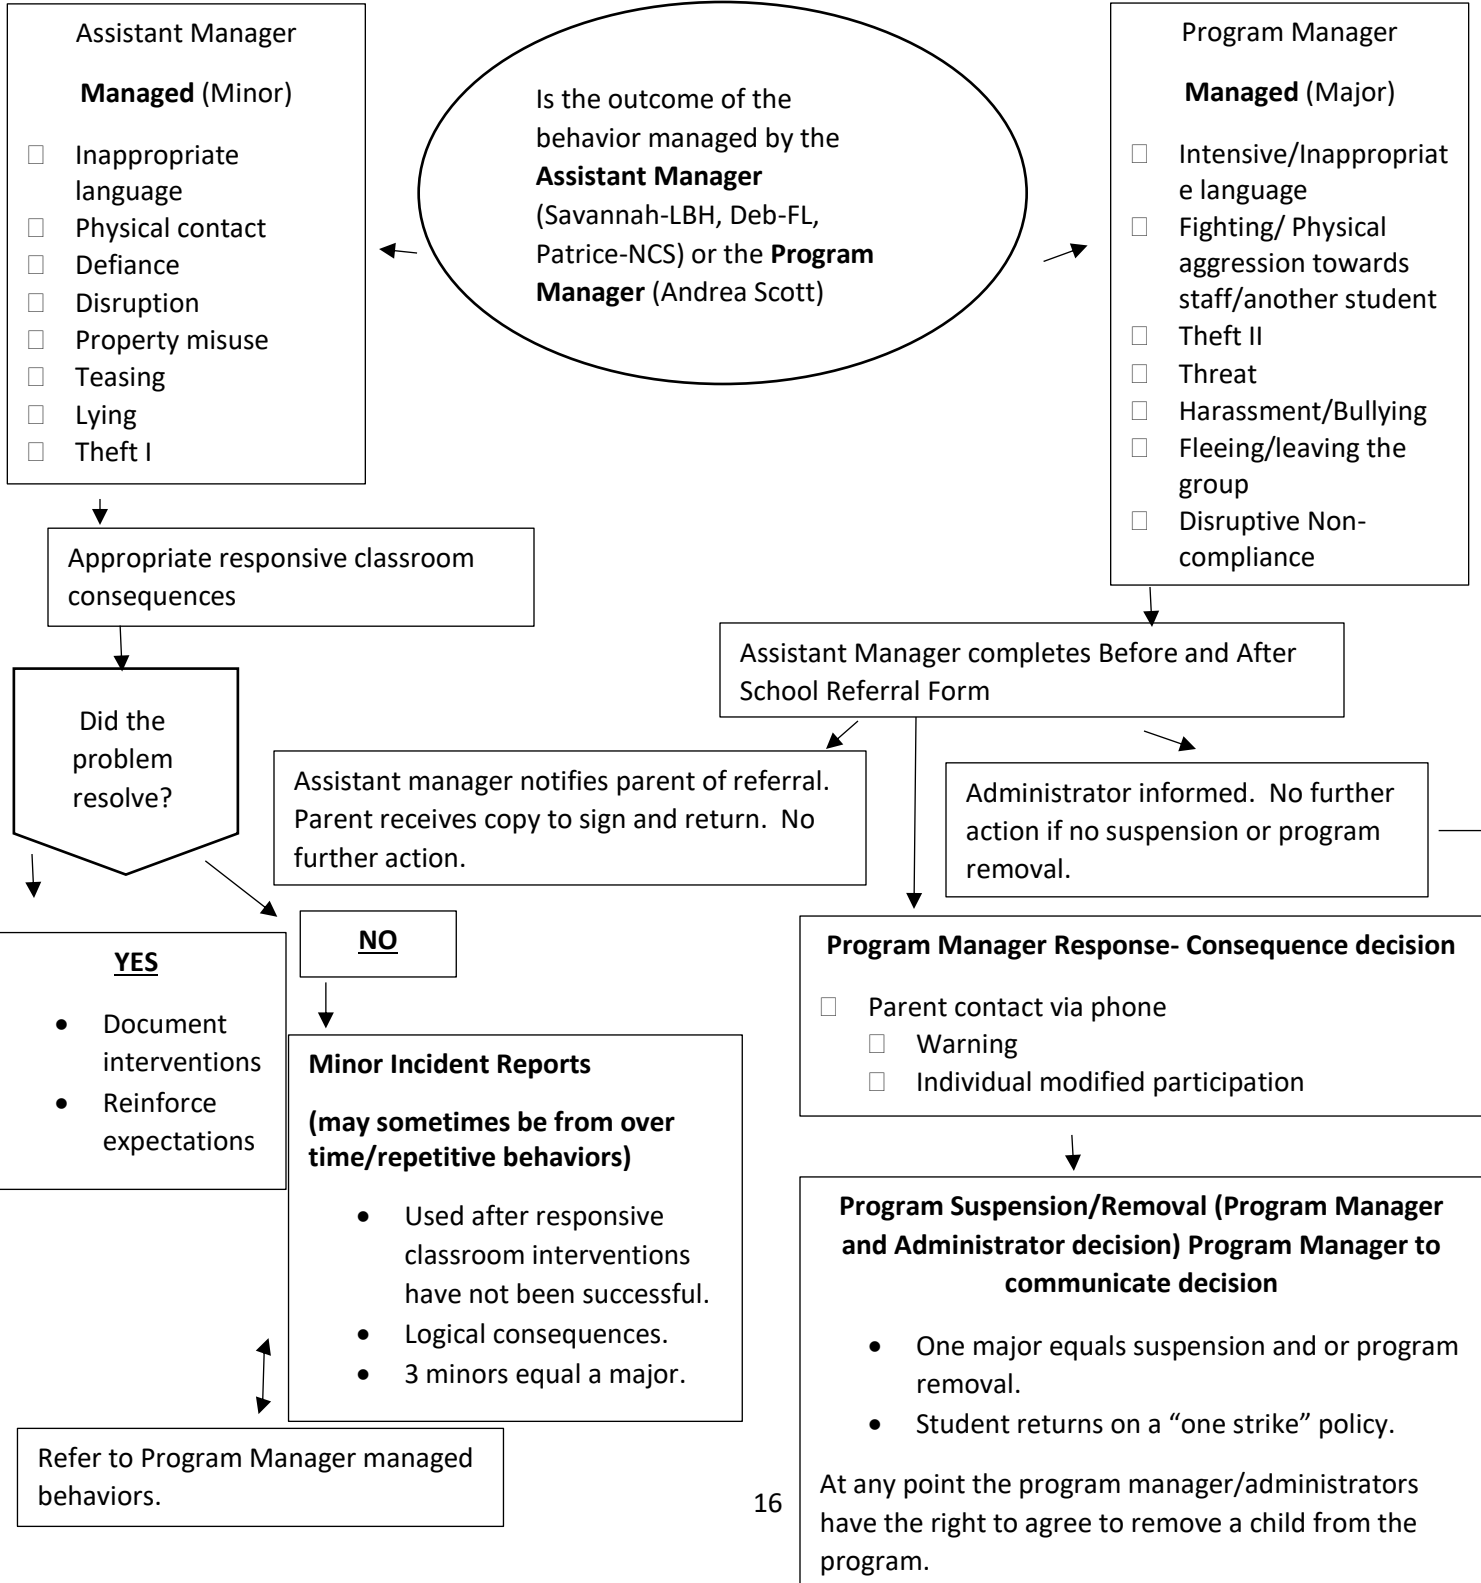 Assistant Manager
Managed (Minor)
Inappropriate
language
Physical contact
Defiance
Disruption
Property misuse
Teasing
Lying
Theft I
Is the outcome of the
behavior managed by the
Assistant Manager
(Savannah-LBH, Deb-FL,
Patrice-NCS) or the Program
Manager (Andrea Scott)
Program Manager
Managed (Major)
Intensive/Inappropriat
e language
Fighting/ Physical
aggression towards
staff/another student
Theft II
Threat
Harassment/Bullying
Fleeing/leaving the
group
Disruptive Non-
compliance
Appropriate responsive classroom
consequences
Did the
problem
resolve?
Assistant Manager completes Before and After
School Referral Form
Assistant manager notifies parent of referral.
Parent receives copy to sign and return. No
further action.
Administrator informed. No further
action if no suspension or program
removal.
YES
• Document
interventions
• Reinforce
expectations
NO
Minor Incident Reports
(may sometimes be from over
time/repetitive behaviors)
• Used after responsive
classroom interventions
have not been successful.
• Logical consequences.
• 3 minors equal a major.
Refer to Program Manager managed
behaviors.
Program Manager Response- Consequence decision
Parent contact via phone
Warning
Individual modified participation
Program Suspension/Removal (Program Manager
and Administrator decision) Program Manager to
communicate decision
• One major equals suspension and or program
removal.
• Student returns on a “one strike” policy.
At any point the program manager/administrators
have the right to agree to remove a child from the
program.
16